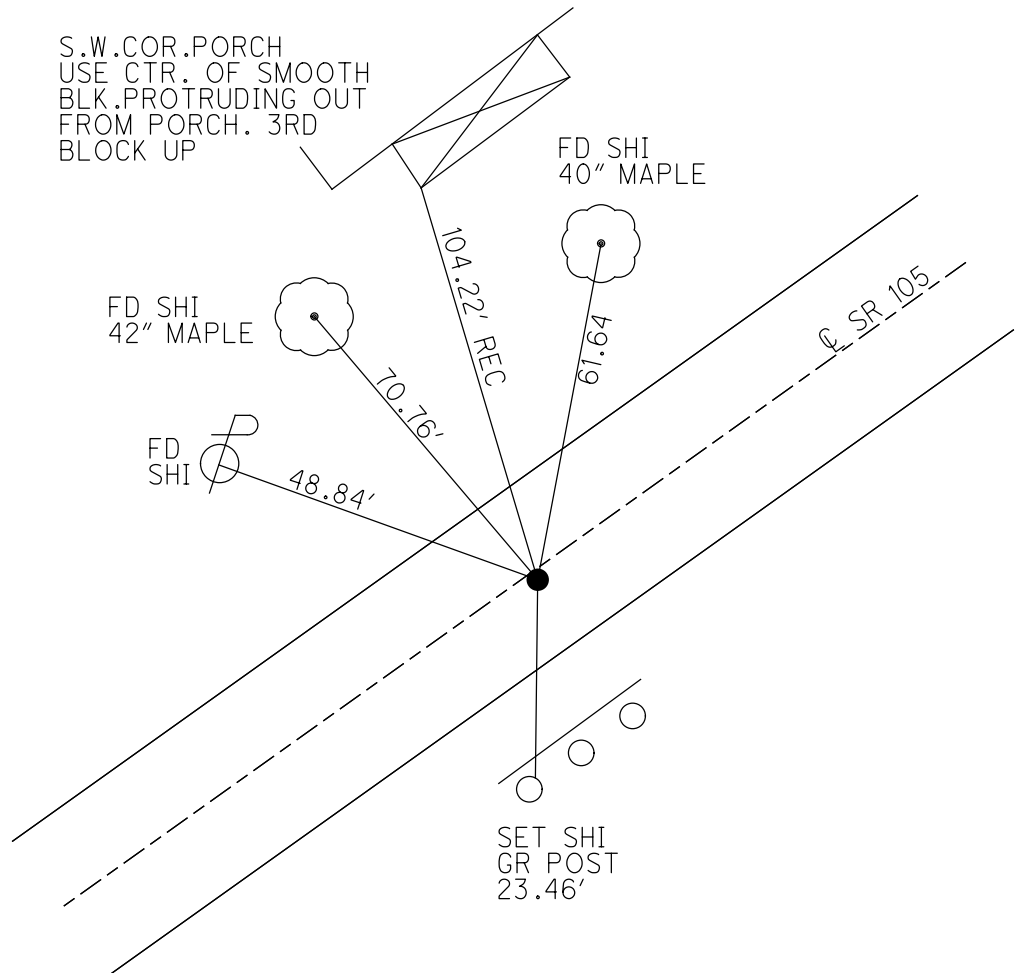 S.W.COR.PORCH
USE CTR. OF SMOOTH
BLK.PROTRUDING OUT
FROM PORCH. 3RD
BLOCK UP
FD SHI
40" MAPLE
104.22' REC
FD SHI
42" MAPLE
61.64
℄ SR 105
70.76'
FD
SHI
P
48.84'
SET SHI
GR POST
23.46'